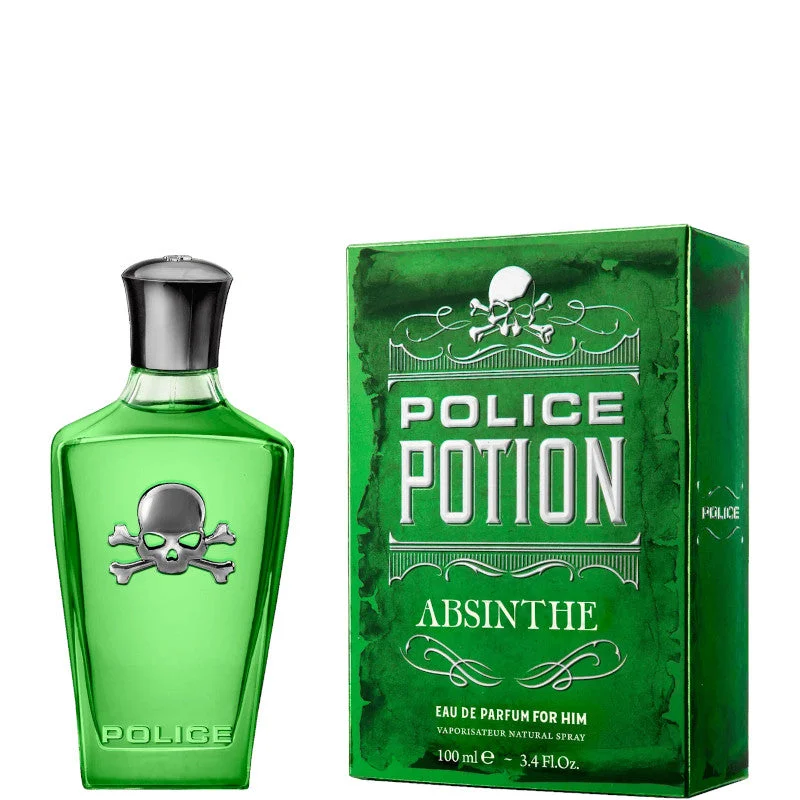 POLICE
POLICE
POTION
ABSINTHE
EAU DE PARFUM FOR HIM
VAPORISATEUR NATURAL SPRAY
100 ml ℮ ~ 3.4 Fl.Oz.
POLICE